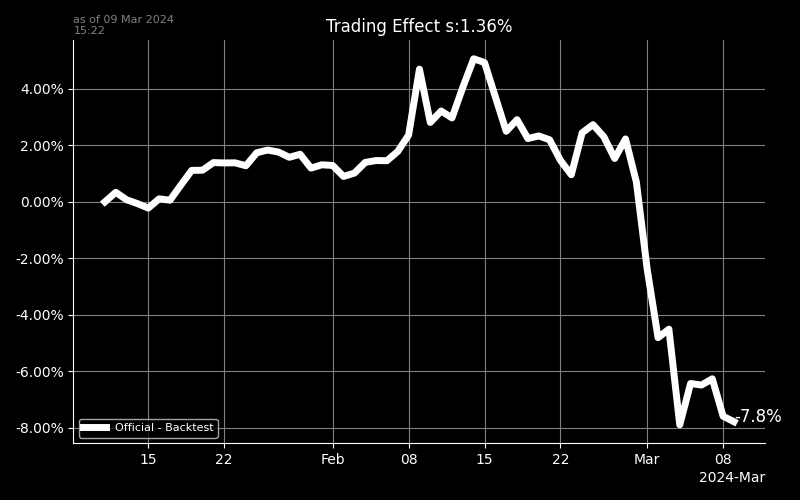 as of 09 Mar 2024
15:22
Trading Effect s:1.36%
4.00%
2.00%
0.00%
-2.00%
-4.00%
-6.00%
-8.00%
-7.8%
Official - Backtest
15 22 Feb 08 15 22 Mar 08
2024-Mar